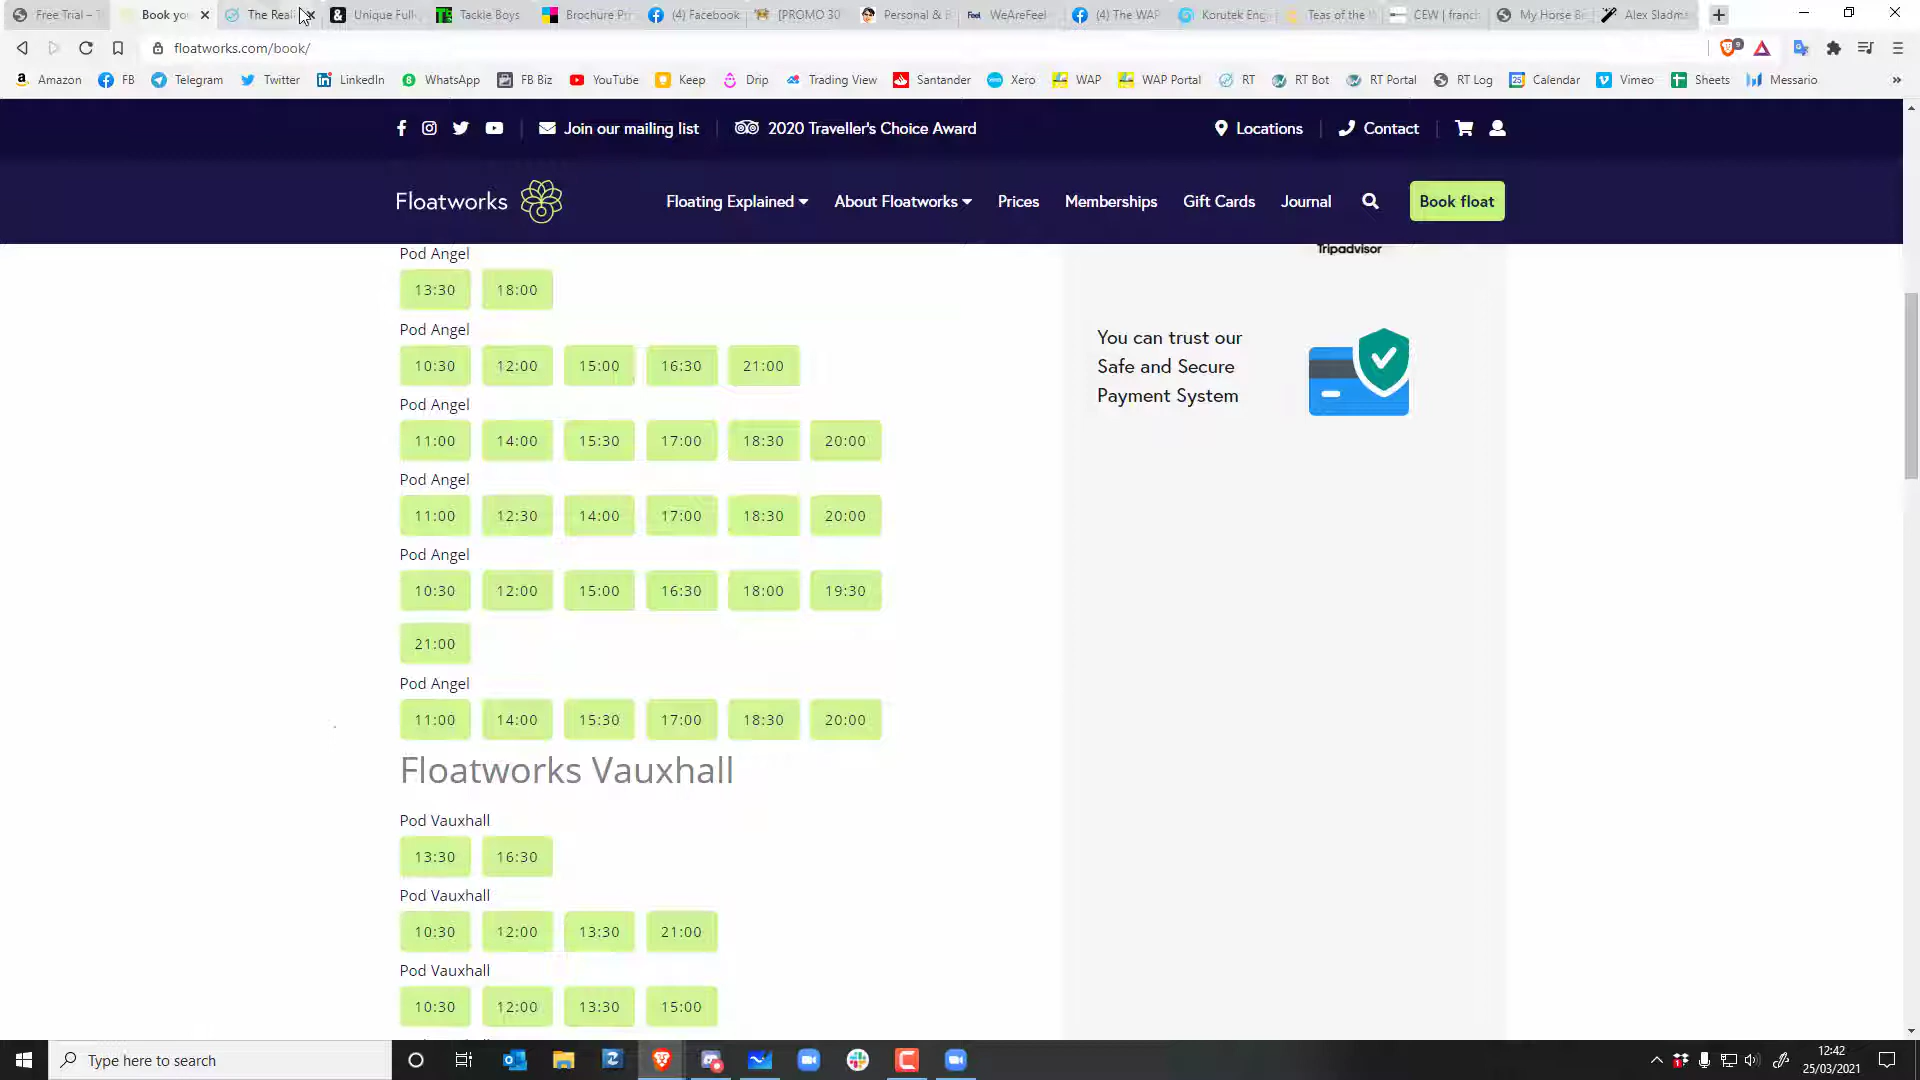 Free Trial – T
Book you
The Real
Unique Full
Tackle Boys
Brochure Pr
(4) Facebook
[PROMO 30
Personal & B
Feel WeAreFeel
(4) The WAP
Korutek Eng
Teas of the W
CEW | franc
My Horse Be
Alex Sladma
floatworks.com/book/
9
Amazon FB Telegram Twitter LinkedIn WhatsApp FB Biz YouTube Keep Drip Trading View Santander Xero WAP WAP Portal RT RT Bot RT Portal RT Log Calendar Vimeo Sheets Messario »
Join our mailing list 2020 Traveller's Choice Award Locations Contact
Floatworks Floating Explained About Floatworks Prices Memberships Gift Cards Journal Book float
Pod Angel
Tripadvisor
13:30 18:00
Pod Angel
10:30 12:00 15:00 16:30 21:00
You can trust our
Safe and Secure
Payment System
Pod Angel
11:00 14:00 15:30 17:00 18:30 20:00
Pod Angel
11:00 12:30 14:00 17:00 18:30 20:00
Pod Angel
10:30 12:00 15:00 16:30 18:00 19:30
21:00
Pod Angel
11:00 14:00 15:30 17:00 18:30 20:00
Floatworks Vauxhall
Pod Vauxhall
13:30 16:30
Pod Vauxhall
10:30 12:00 13:30 21:00
Pod Vauxhall
10:30 12:00 13:30 15:00
Type here to search
12:42
25/03/2021